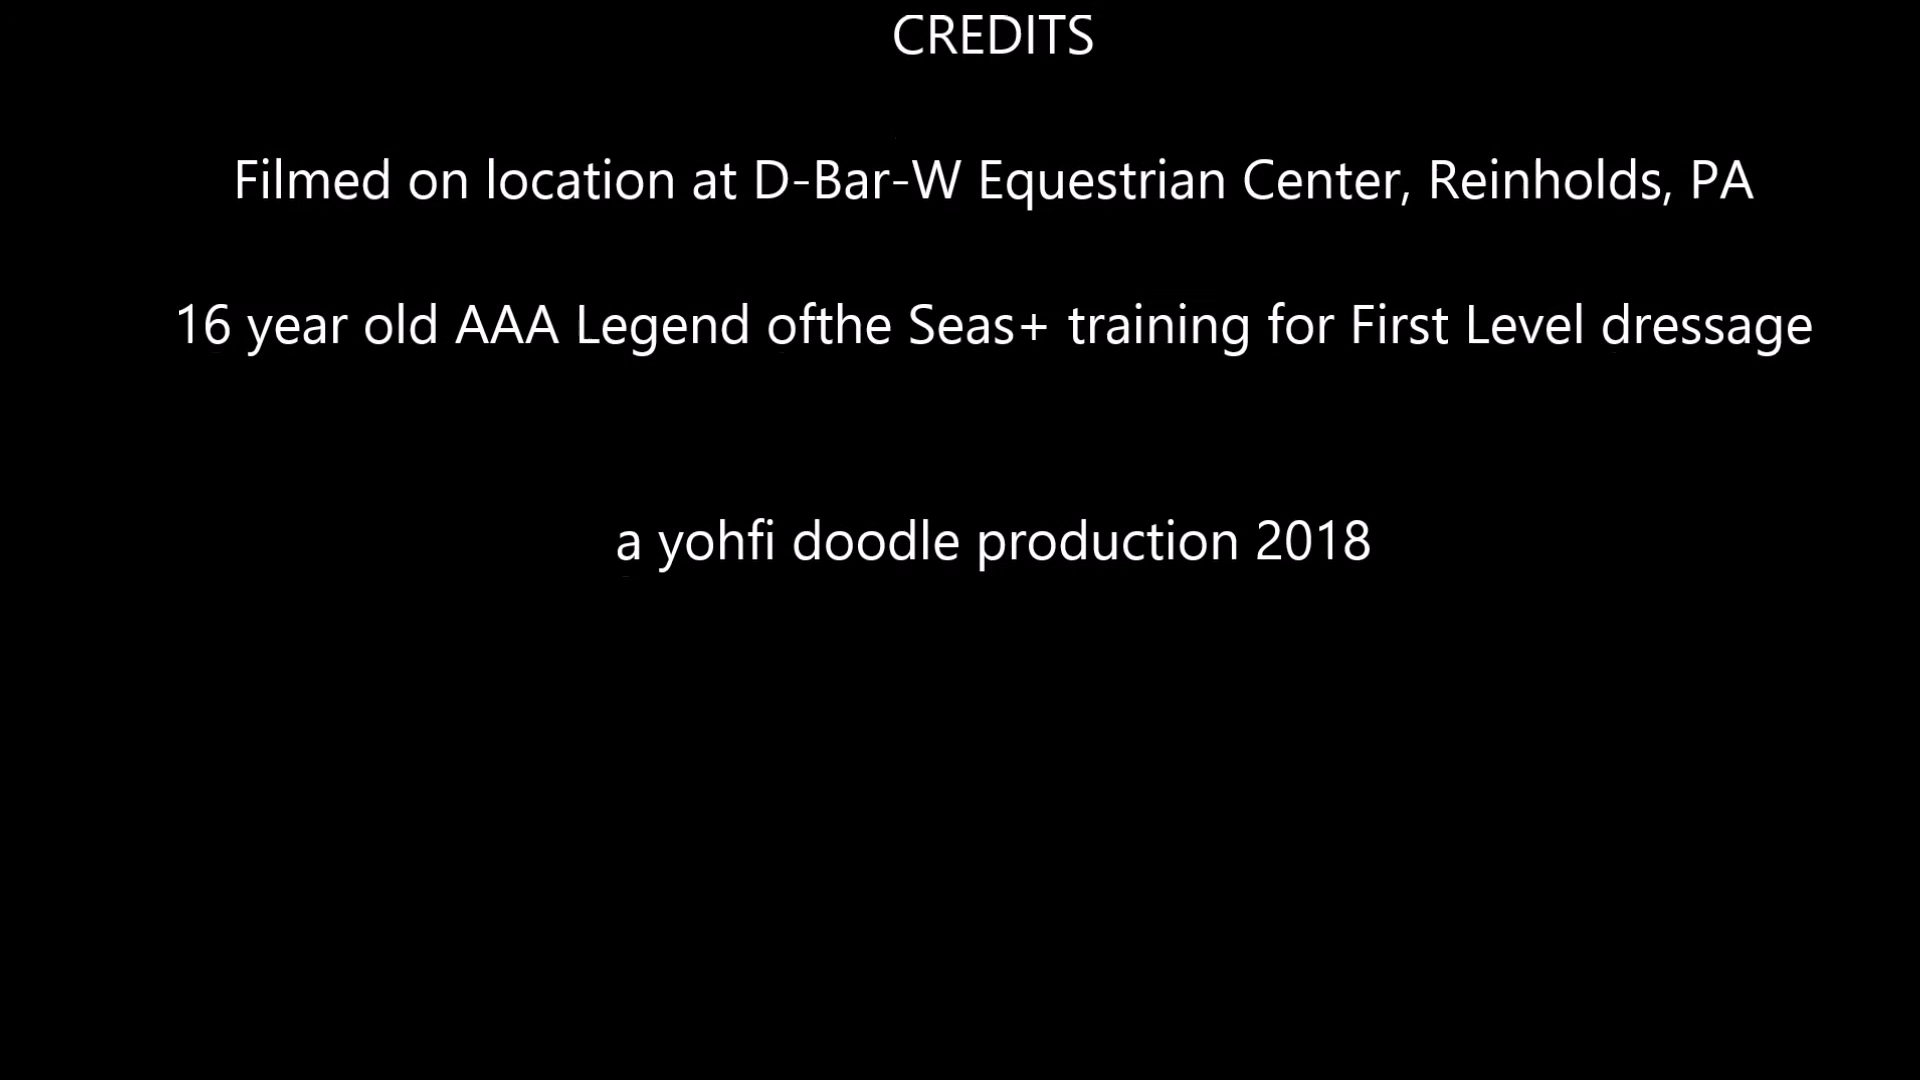 CREDITS
Filmed on location at D-Bar-W Equestrian Center, Reinholds, PA
16 year old AAA Legend ofthe Seas+ training for First Level dressage
a yohfi doodle production 2018